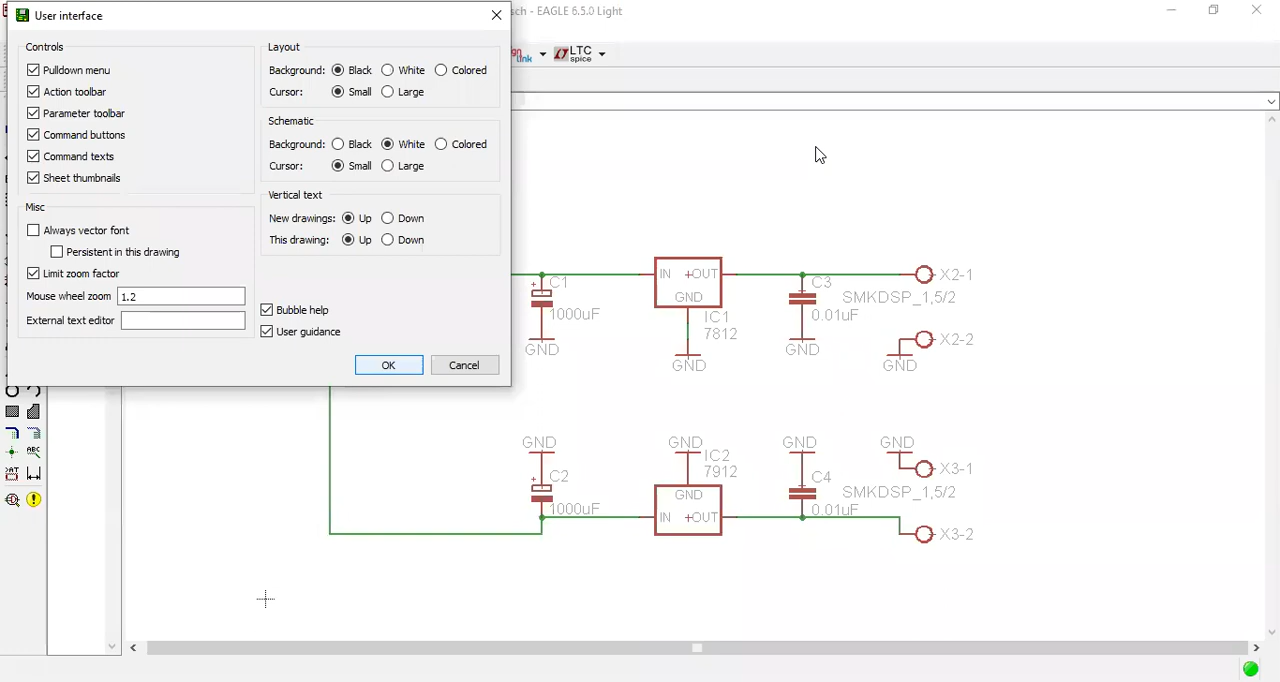 User interface
sch - EAGLE 6.5.0 Light
Controls
Pulldown menu
Action toolbar
Parameter toolbar
Command buttons
Command texts
Sheet thumbnails
Misc
Always vector font
Persistent in this drawing
Limit zoom factor
Mouse wheel zoom 1.2
External text editor
Layout
Background: Black White Colored
Cursor: Small Large
Schematic
Background: Black White Colored
Cursor: Small Large
Vertical text
New drawings: Up Down
This drawing: Up Down
Bubble help
User guidance
OK Cancel
link
LTC
spice
C1
1000uF
GND
IN +OUT
GND
IC1
7812
GND
C3
0.01uF
GND
SMKDSP_1,5/2
X2-1
X2-2
GND
GND
C2
1000uF
GND
IC2
7912
GND
IN +OUT
GND
C4
0.01uF
GND
SMKDSP_1,5/2
X3-1
X3-2
ABC